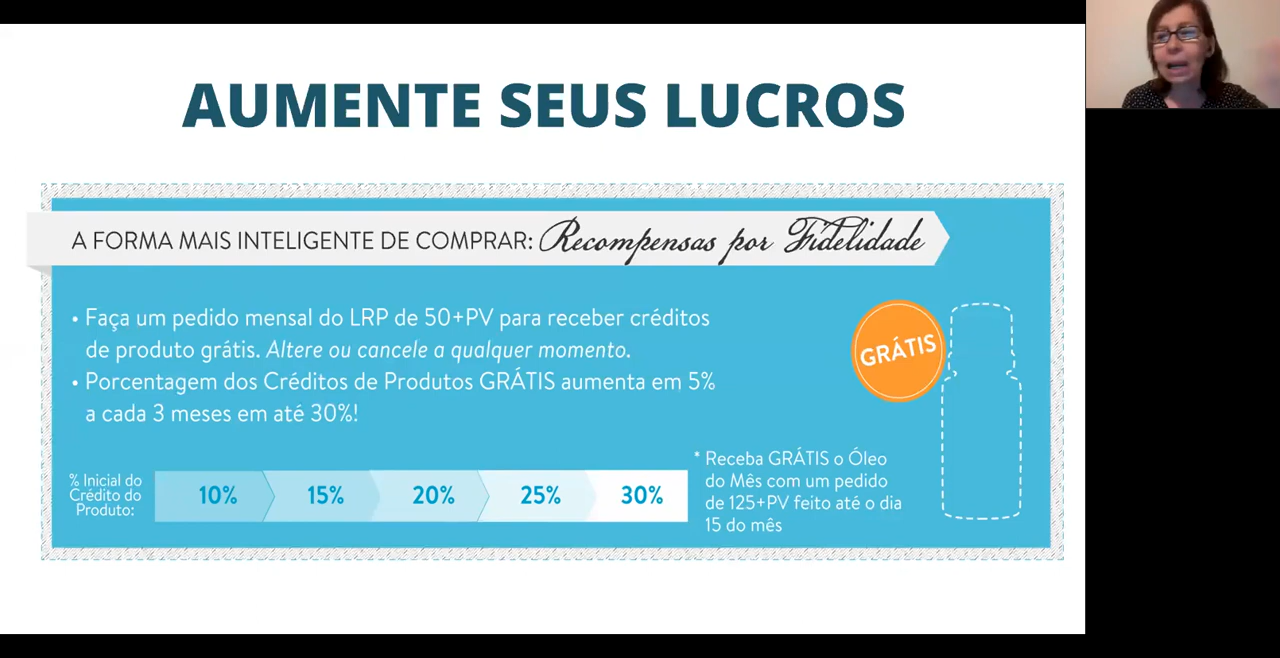 AUMENTE SEUS LUCROS
A FORMA MAIS INTELIGENTE DE COMPRAR: Recompensas por Fidelidade
• Faça um pedido mensal do LRP de 50+PV para receber créditos
de produto grátis. Altere ou cancele a qualquer momento.
• Porcentagem dos Créditos de Produtos GRÁTIS aumenta em 5%
a cada 3 meses em até 30%!
GRÁTIS
% Inicial do
Crédito do
Produto:
10% 15% 20% 25% 30%
* Receba GRÁTIS o Óleo
do Mês com um pedido
de 125+PV feito até o dia
15 do mês